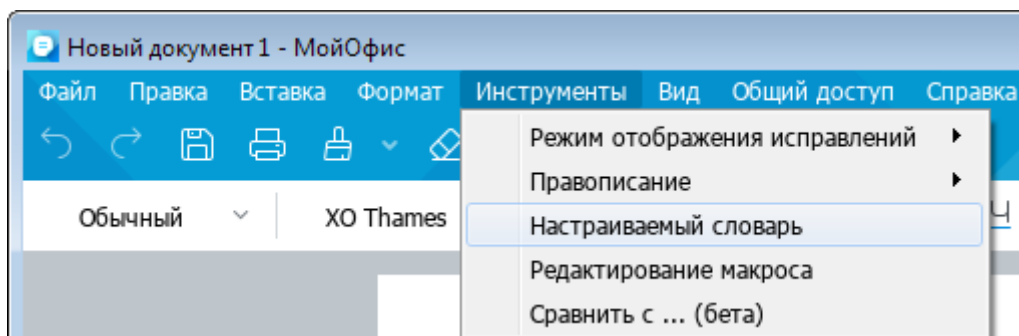 Новый документ 1 - МойОфис
Файл Правка Вставка Формат Инструменты Вид Общий доступ Справка
Режим отображения исправлений
Правописание
Обычный XO Thames Настраиваемый словарь Ч
Редактирование макроса
Сравнить с ... (бета)